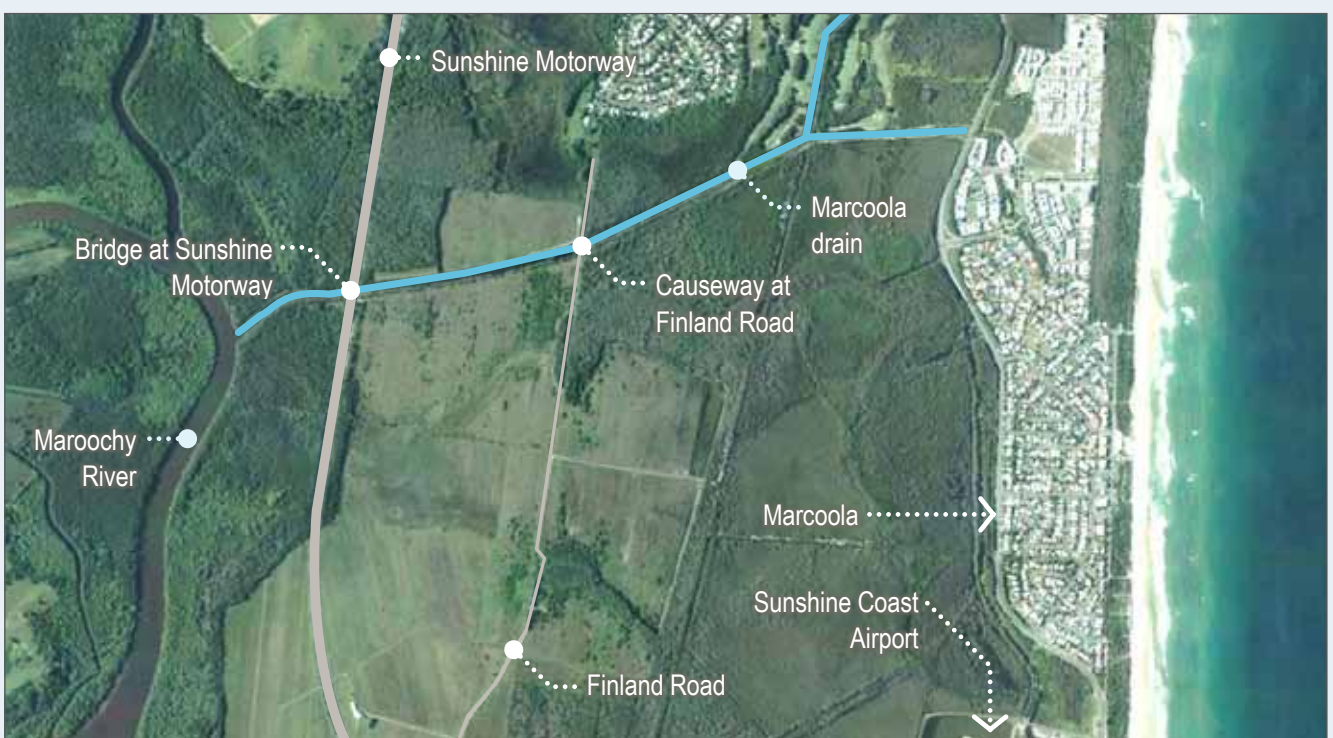 Sunshine Motorway
Marcoola
drain
Bridge at Sunshine
Motorway
Causeway at
Finland Road
Maroochy
River
Marcoola
Sunshine Coast
Airport
Finland Road